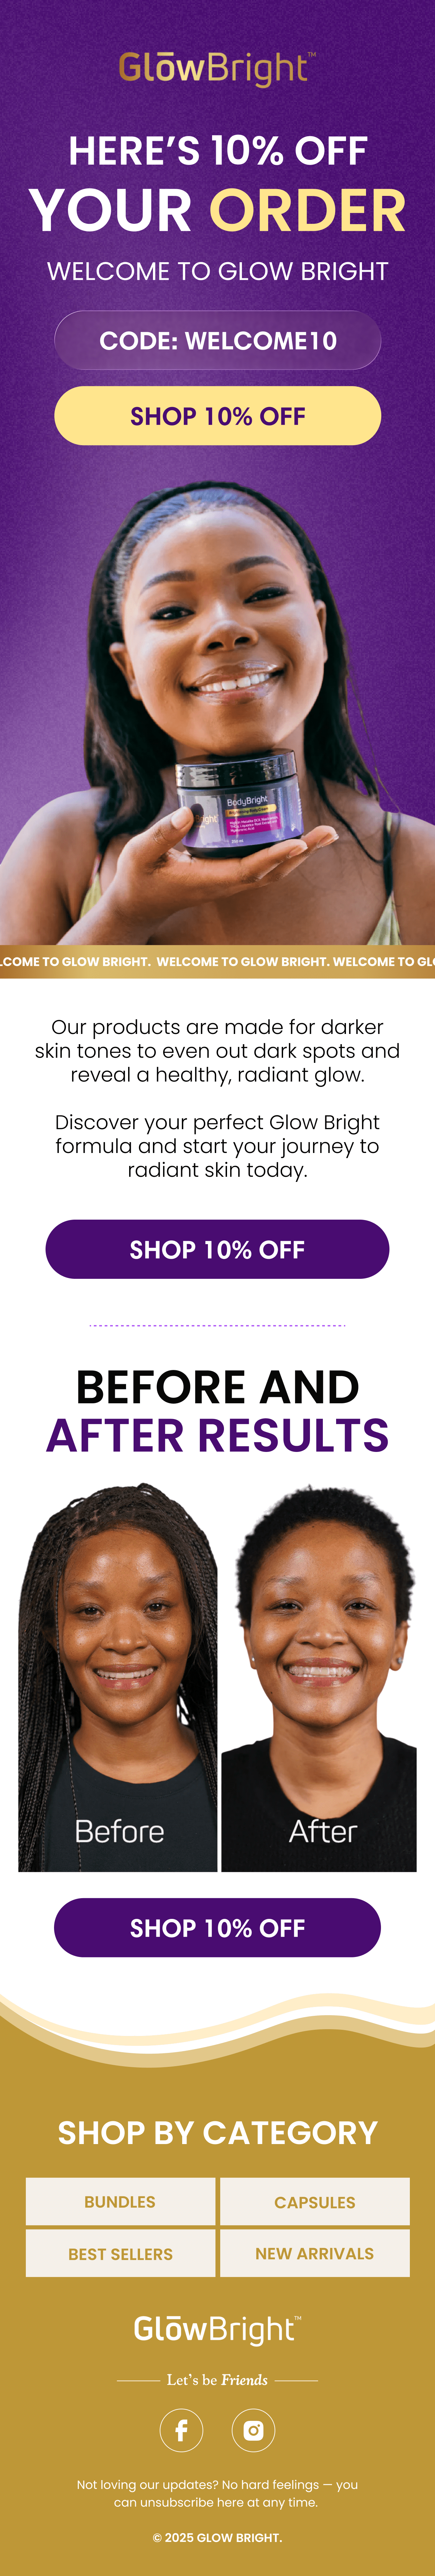 GlōwBright™
HERE'S 10% OFF
YOUR ORDER
WELCOME TO GLOW BRIGHT
CODE: WELCOME10
SHOP 10% OFF
BodyBright
LCOME TO GLOW BRIGHT. WELCOME TO GLOW BRIGHT. WELCOME TO GLO
Our products are made for darker
skin tones to even out dark spots and
reveal a healthy, radiant glow.
Discover your perfect Glow Bright
formula and start your journey to
radiant skin today.
SHOP 10% OFF
BEFORE AND
AFTER RESULTS
Before
After
SHOP 10% OFF
SHOP BY CATEGORY
BUNDLES
CAPSULES
BEST SELLERS
NEW ARRIVALS
GlōwBright™
Let's be Friends
Not loving our updates? No hard feelings — you
can unsubscribe here at any time.
© 2025 GLOW BRIGHT.